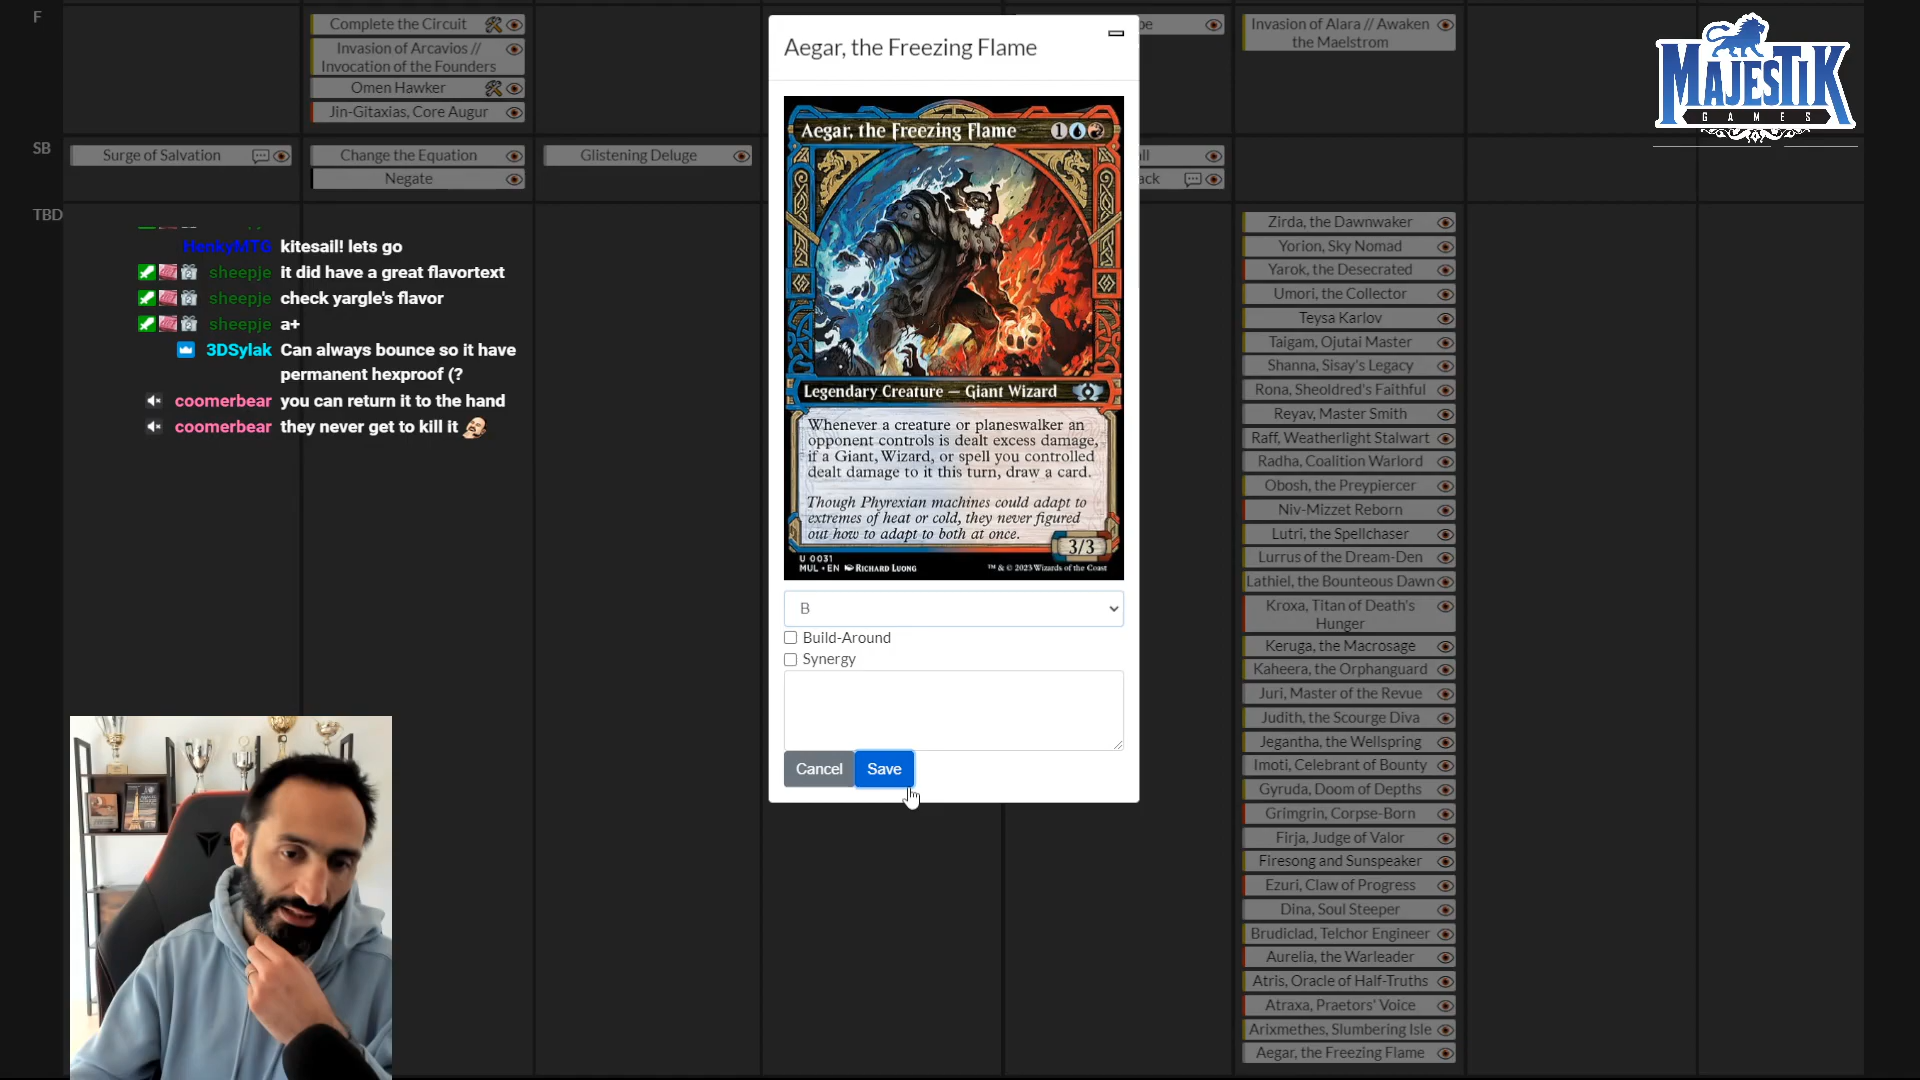 F
Complete the Circuit
Invasion of Arcavios //
Invocation of the Founders
Omen Hawker
Jin-Gitaxias, Core Augur
Invasion of Alara // Awaken
the Maelstrom
MAJESTIK
GAMES
SB
Surge of Salvation
Change the Equation
Negate
Glistening Deluge
TBD
HenkyMTG kitesail! lets go
sheepje it did have a great flavortext
sheepje check yargle's flavor
sheepje a+
3DSylak Can always bounce so it have
permanent hexproof (?
coomerbear you can return it to the hand
coomerbear they never get to kill it
Aegar, the Freezing Flame
Aegar, the Freezing Flame 1
Legendary Creature — Giant Wizard
Whenever a creature or planeswalker an
opponent controls is dealt excess damage,
if a Giant, Wizard, or spell you controlled
dealt damage to it this turn, draw a card.
Though Phyrexian machines could adapt to
extremes of heat or cold, they never figured
out how to adapt to both at once.
3/3
U 0031
MUL • EN RICHARD LUONG
™ & © 2023 Wizards of the Coast
B
Build-Around
Synergy
Cancel
Save
Zirda, the Dawnwaker
Yorion, Sky Nomad
Yarok, the Desecrated
Umori, the Collector
Teysa Karlov
Taigam, Ojutai Master
Shanna, Sisay's Legacy
Rona, Sheoldred's Faithful
Reyav, Master Smith
Raff, Weatherlight Stalwart
Radha, Coalition Warlord
Obosh, the Preypiercer
Niv-Mizzet Reborn
Lutri, the Spellchaser
Lurrus of the Dream-Den
Lathiel, the Bounteous Dawn
Kroxa, Titan of Death's
Hunger
Keruga, the Macrosage
Kaheera, the Orphanguard
Juri, Master of the Revue
Judith, the Scourge Diva
Jegantha, the Wellspring
Imoti, Celebrant of Bounty
Gyruda, Doom of Depths
Grimgrin, Corpse-Born
Firja, Judge of Valor
Firesong and Sunspeaker
Ezuri, Claw of Progress
Dina, Soul Steeper
Brudiclad, Telchor Engineer
Aurelia, the Warleader
Atris, Oracle of Half-Truths
Atraxa, Praetors' Voice
Arixmethes, Slumbering Isle
Aegar, the Freezing Flame